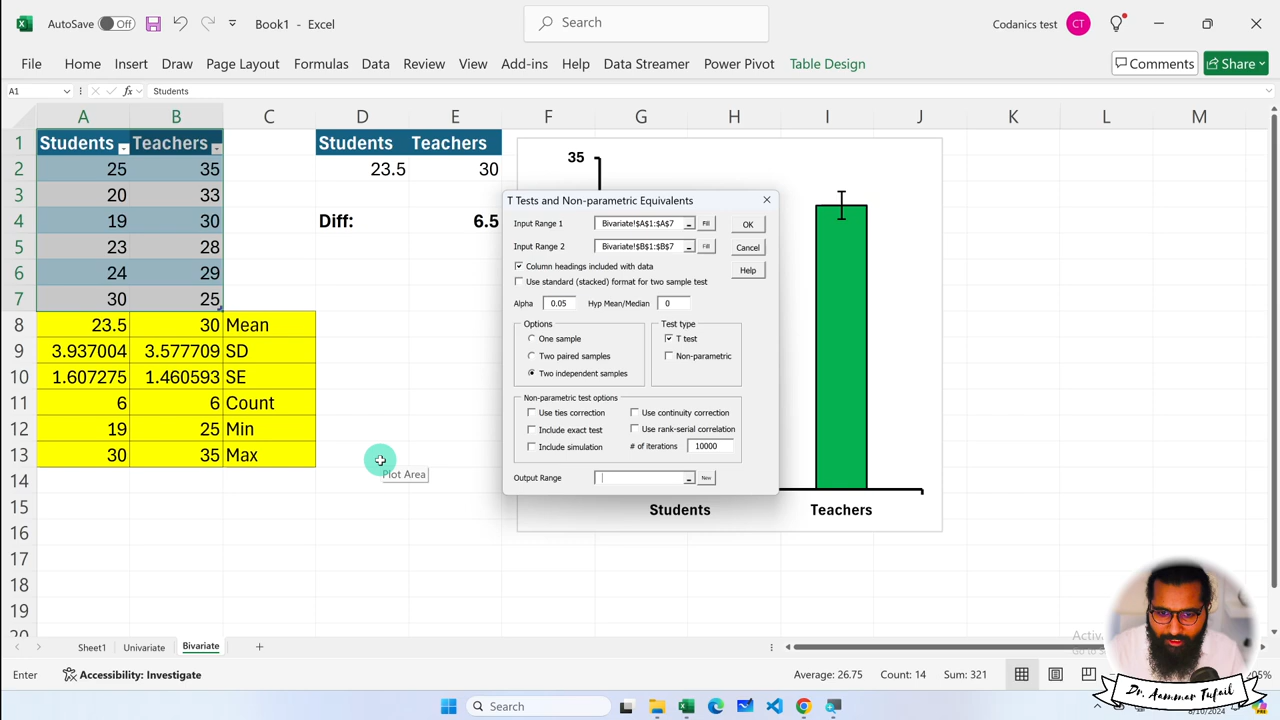 AutoSave Off Book1 - Excel Search Codanics test CT
File Home Insert Draw Page Layout Formulas Data Review View Add-ins Help Data Streamer Power Pivot Table Design Comments Share
A1 fx Students
A B C D E F G H I J K L M
1 Students Teachers Students Teachers
2 25 35 23.5 30
3 20 33
4 19 30 Diff: 6.5
5 23 28
6 24 29
7 30 25
8 23.5 30 Mean
9 3.937004 3.577709 SD
10 1.607275 1.460593 SE
11 6 6 Count
12 19 25 Min
13 30 35 Max
14
15
16
17
18
19
20
35
Students Teachers
Plot Area
T Tests and Non-parametric Equivalents
Input Range 1 Bivariate!$A$1:$A$7 Fill OK
Input Range 2 Bivariate!$B$1:$B$7 Fill Cancel
Column headings included with data Help
Use standard (stacked) format for two sample test
Alpha 0.05 Hyp Mean/Median 0
Options Test type
One sample T test
Two paired samples Non-parametric
Two independent samples
Non-parametric test options
Use ties correction Use continuity correction
Include exact test Use rank-serial correlation
Include simulation # of iterations 10000
Output Range New
Sheet1 Univariate Bivariate
Enter Accessibility: Investigate Average: 26.75 Count: 14 Sum: 321
Search
Dr. Aammar Tufail
8/10/2024